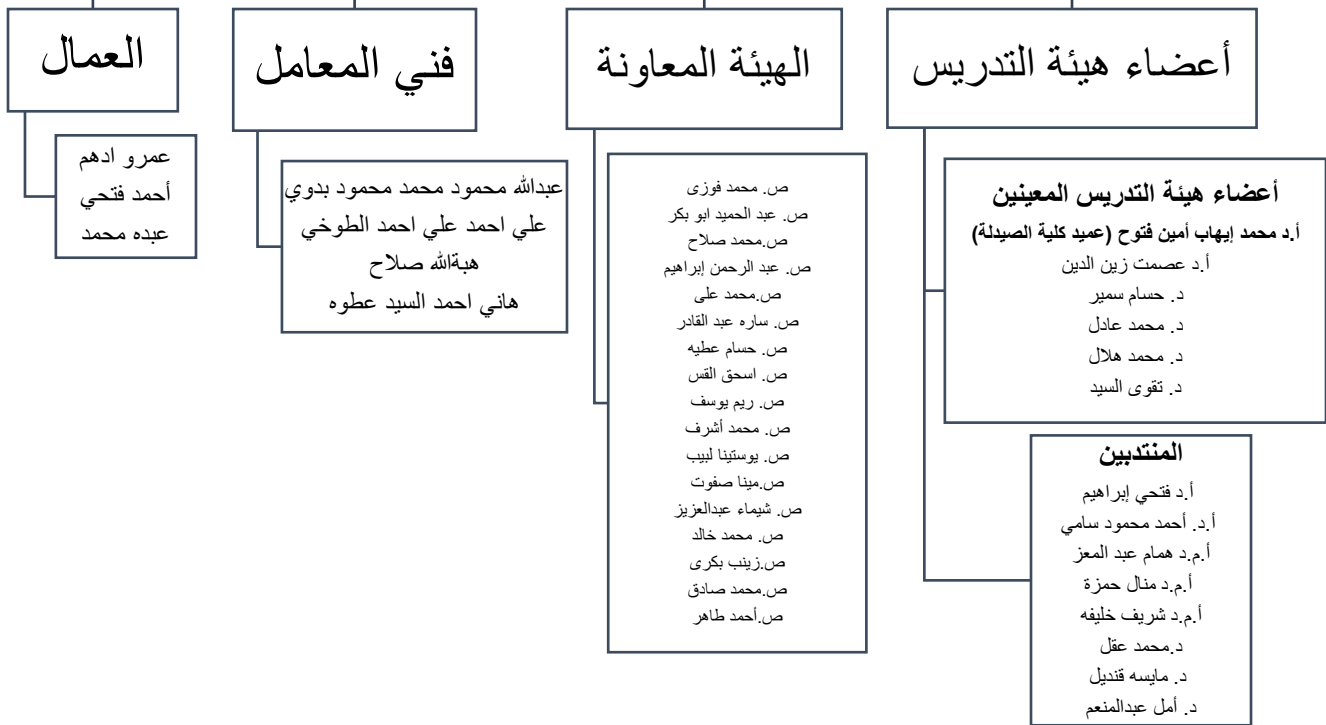 أعضاء هيئة التدريس
أعضاء هيئة التدريس المعينين
أ.د محمد إيهاب أمين فتوح (عميد كلية الصيدلة)
أ.د عصمت زين الدين
د. حسام سمير
د. محمد عادل
د. محمد هلال
د. تقوى السيد
المنتدبين
أ.د فتحي إبراهيم
أ.د. أحمد محمود سامي
أ.م.د همام عبد المعز
أ.م.د منال حمزة
أ.م.د شريف خليفه
د.محمد عقل
د. مايسه قنديل
د. أمل عبدالمنعم
الهيئة المعاونة
ص. محمد فوزى
ص. عبد الحميد ابو بكر
ص.محمد صلاح
ص. عبد الرحمن إبراهيم
ص.محمد على
ص. ساره عبد القادر
ص. حسام عطيه
ص. اسحق القس
ص. ريم يوسف
ص. محمد أشرف
ص. يوستينا لبيب
ص.مينا صفوت
ص. شيماء عبدالعزيز
ص. محمد خالد
ص.زينب بكرى
ص.محمد صادق
ص.أحمد طاهر
فني المعامل
عبدالله محمود محمد محمود بدوي
علي احمد علي احمد الطوخي
هبةالله صلاح
هاني احمد السيد عطوه
العمال
عمرو ادهم
أحمد فتحي
عبده محمد